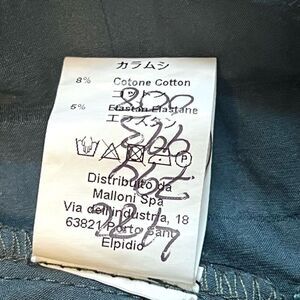 カラムシ
8% Cotone Cotton
コットン
5% Elastan Elastane
エラスタン
P
Distribuito da
Malloni Spa
Via dell'industria, 18
63821 Porto Sant'
Elpidio